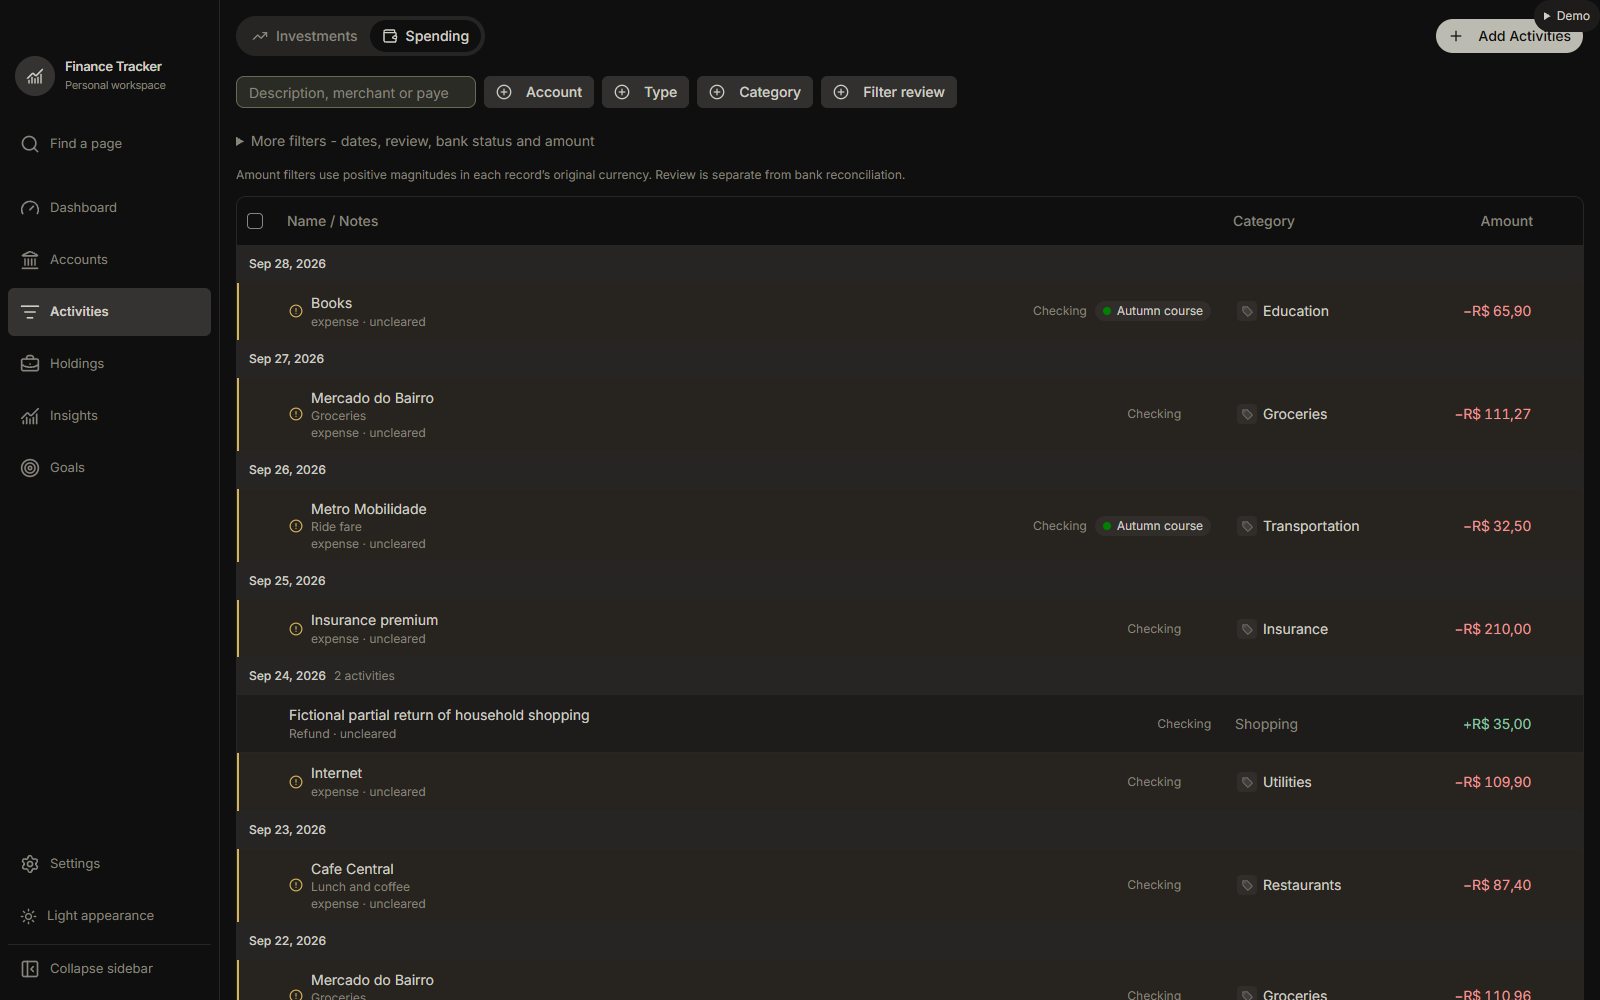 Finance Tracker
Personal workspace
Find a page
Dashboard
Accounts
Activities
Holdings
Insights
Goals
Settings
Light appearance
Collapse sidebar
Investments
Spending
Demo
Add Activities
Description, merchant or paye
Account
Type
Category
Filter review
More filters - dates, review, bank status and amount
Amount filters use positive magnitudes in each record's original currency. Review is separate from bank reconciliation.
Name / Notes Category Amount
Sep 28, 2026
Books
expense · uncleared
Checking Autumn course Education −R$ 65,90
Sep 27, 2026
Mercado do Bairro
Groceries
expense · uncleared
Checking Groceries −R$ 111,27
Sep 26, 2026
Metro Mobilidade
Ride fare
expense · uncleared
Checking Autumn course Transportation −R$ 32,50
Sep 25, 2026
Insurance premium
expense · uncleared
Checking Insurance −R$ 210,00
Sep 24, 2026 2 activities
Fictional partial return of household shopping
Refund · uncleared
Checking Shopping +R$ 35,00
Internet
expense · uncleared
Checking Utilities −R$ 109,90
Sep 23, 2026
Cafe Central
Lunch and coffee
expense · uncleared
Checking Restaurants −R$ 87,40
Sep 22, 2026
Mercado do Bairro
Groceries
Checking Groceries −R$ 110,96